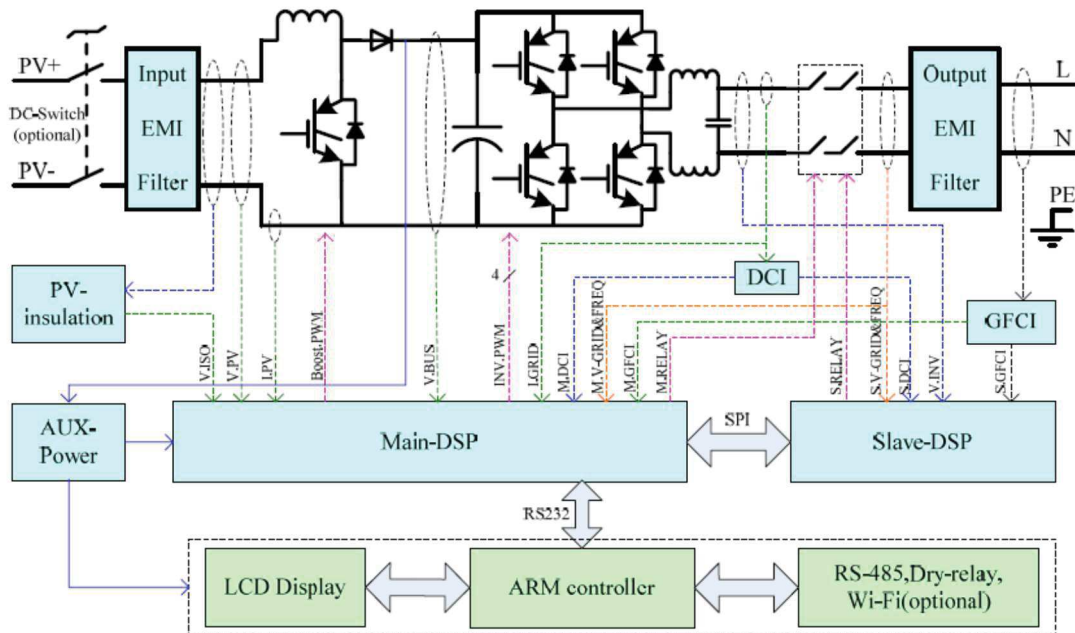 PV+
DC-Switch
(optional)
PV-
Input
EMI
Filter
Output
EMI
Filter
L
N
PE
4
PV-
insulation
DCI
GFCI
V.ISO
V.PV
I.PV
Boost.PWM
V.BUS
INV.PWM
I.GRID
M.DCI
M.V-GRID&FREQ
M.GFCI
M.RELAY
S.RELAY
S.V-GRID&FREQ
S.DCI
V.INV
S.GFCI
AUX-
Power
Main-DSP
SPI
Slave-DSP
RS232
LCD Display
ARM controller
RS-485,Dry-relay,
Wi-Fi(optional)